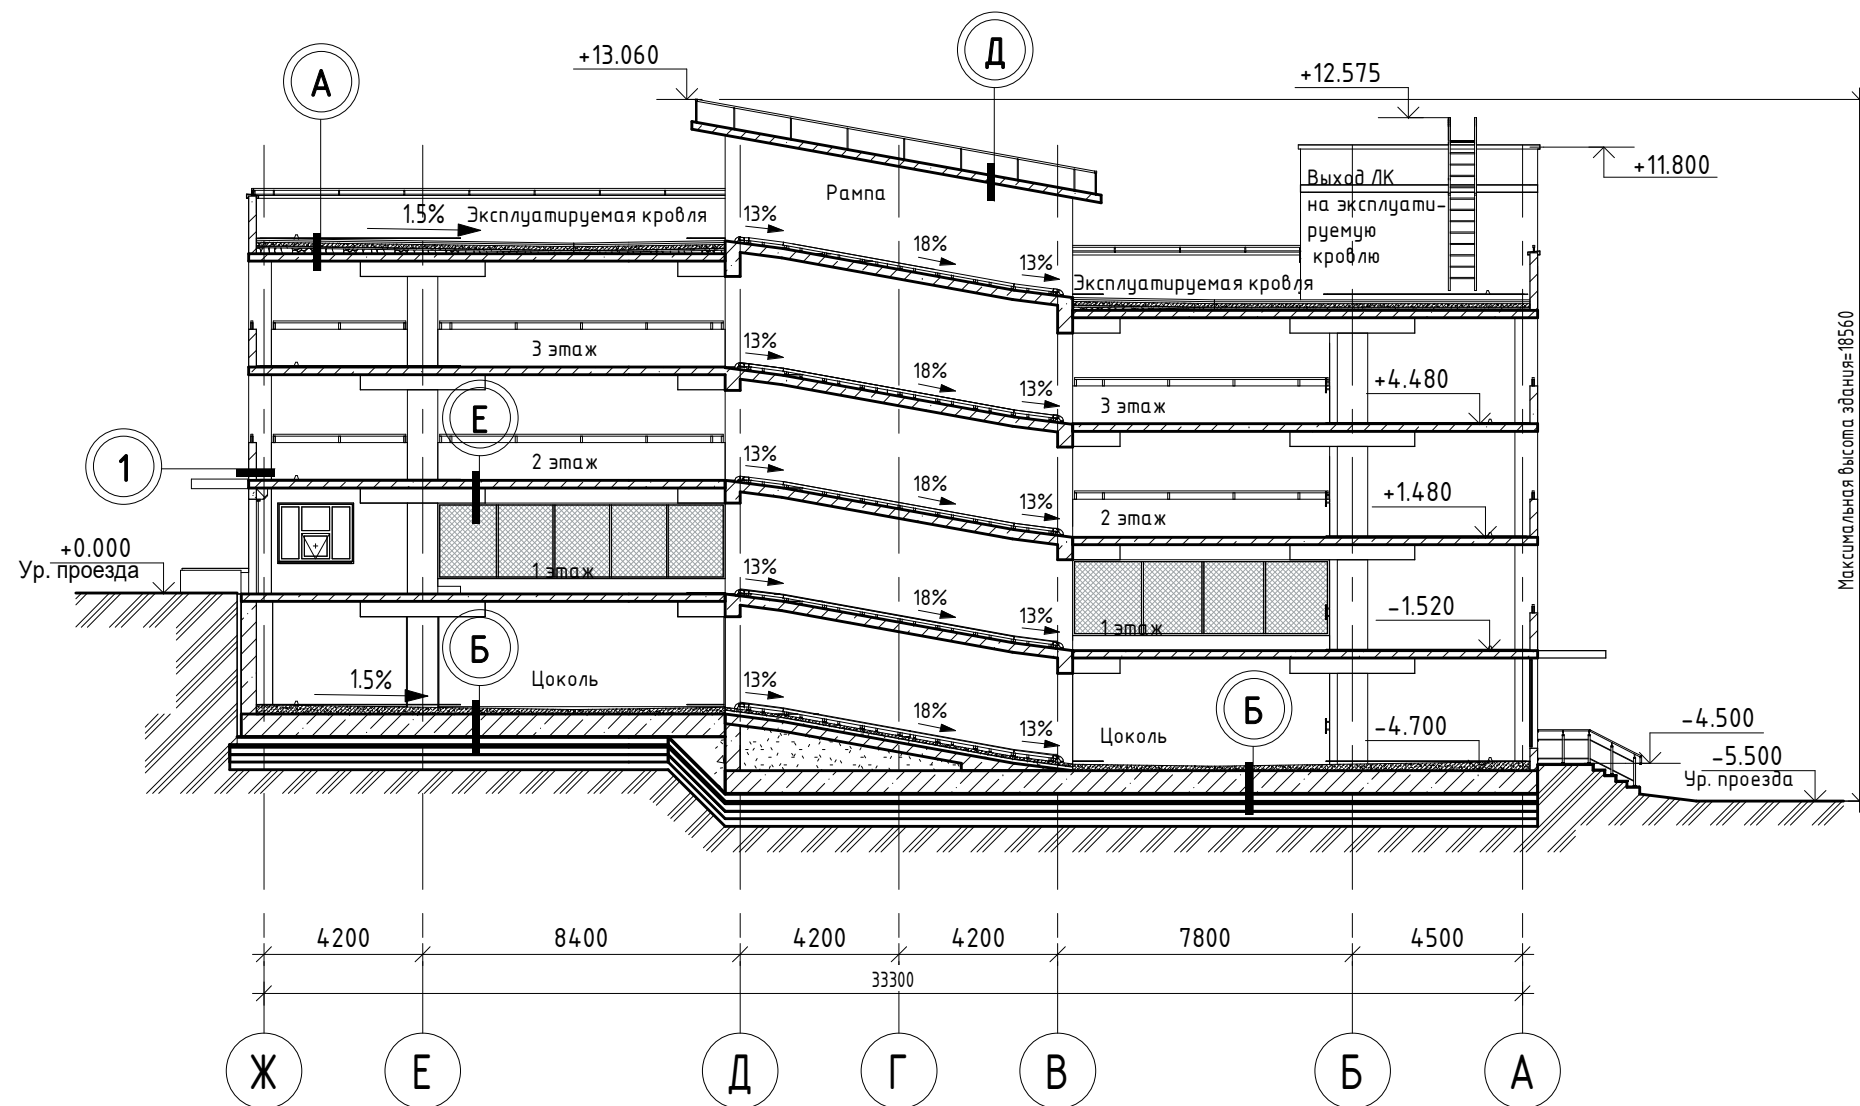 Д
+13.060
А
+12.575
+11.800
Выход ЛК
на эксплуати-
руемую
кровлю
Рампа
1.5% Эксплуатируемая кровля
13%
18%
13%
Эксплуатируемая кровля
Максимальная высота здания=18560
3 этаж
13%
18%
13%
+4.480
3 этаж
Е
1
2 этаж
13%
18%
13%
+1.480
2 этаж
+0.000
Ур. проезда
1 этаж
13%
18%
13%
-1.520
1 этаж
Б
1.5%
Цоколь
13%
18%
13%
Б
Цоколь
-4.700
-4.500
-5.500
Ур. проезда
4200 8400 4200 4200 7800 4500
33300
Ж Е Д Г В Б А